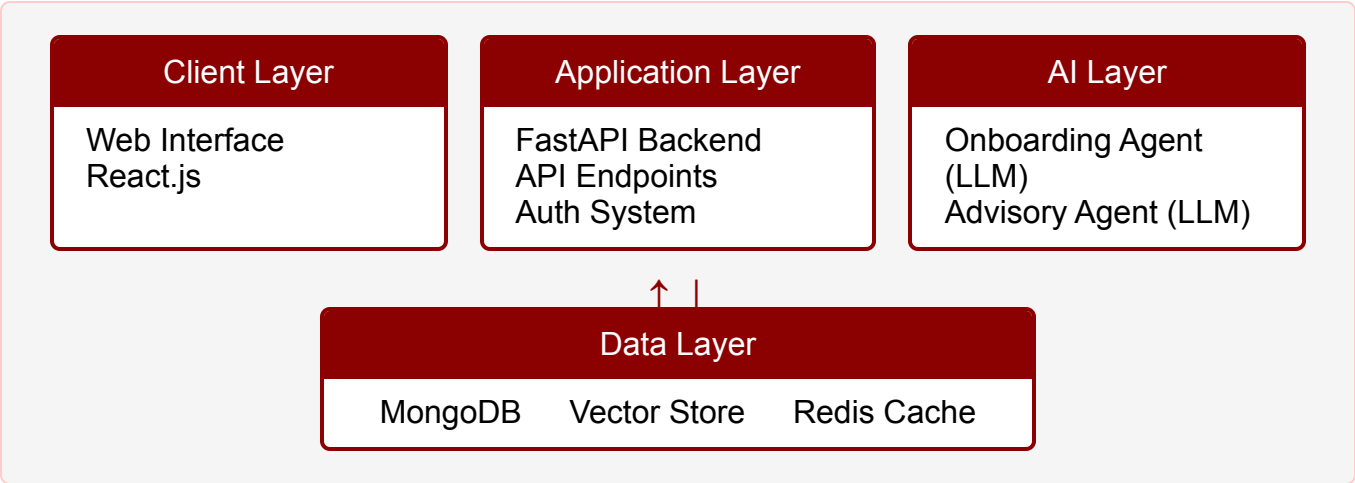 Client Layer
Web Interface
React.js
Application Layer
FastAPI Backend
API Endpoints
Auth System
AI Layer
Onboarding Agent
(LLM)
Advisory Agent (LLM)
Data Layer
MongoDB Vector Store Redis Cache